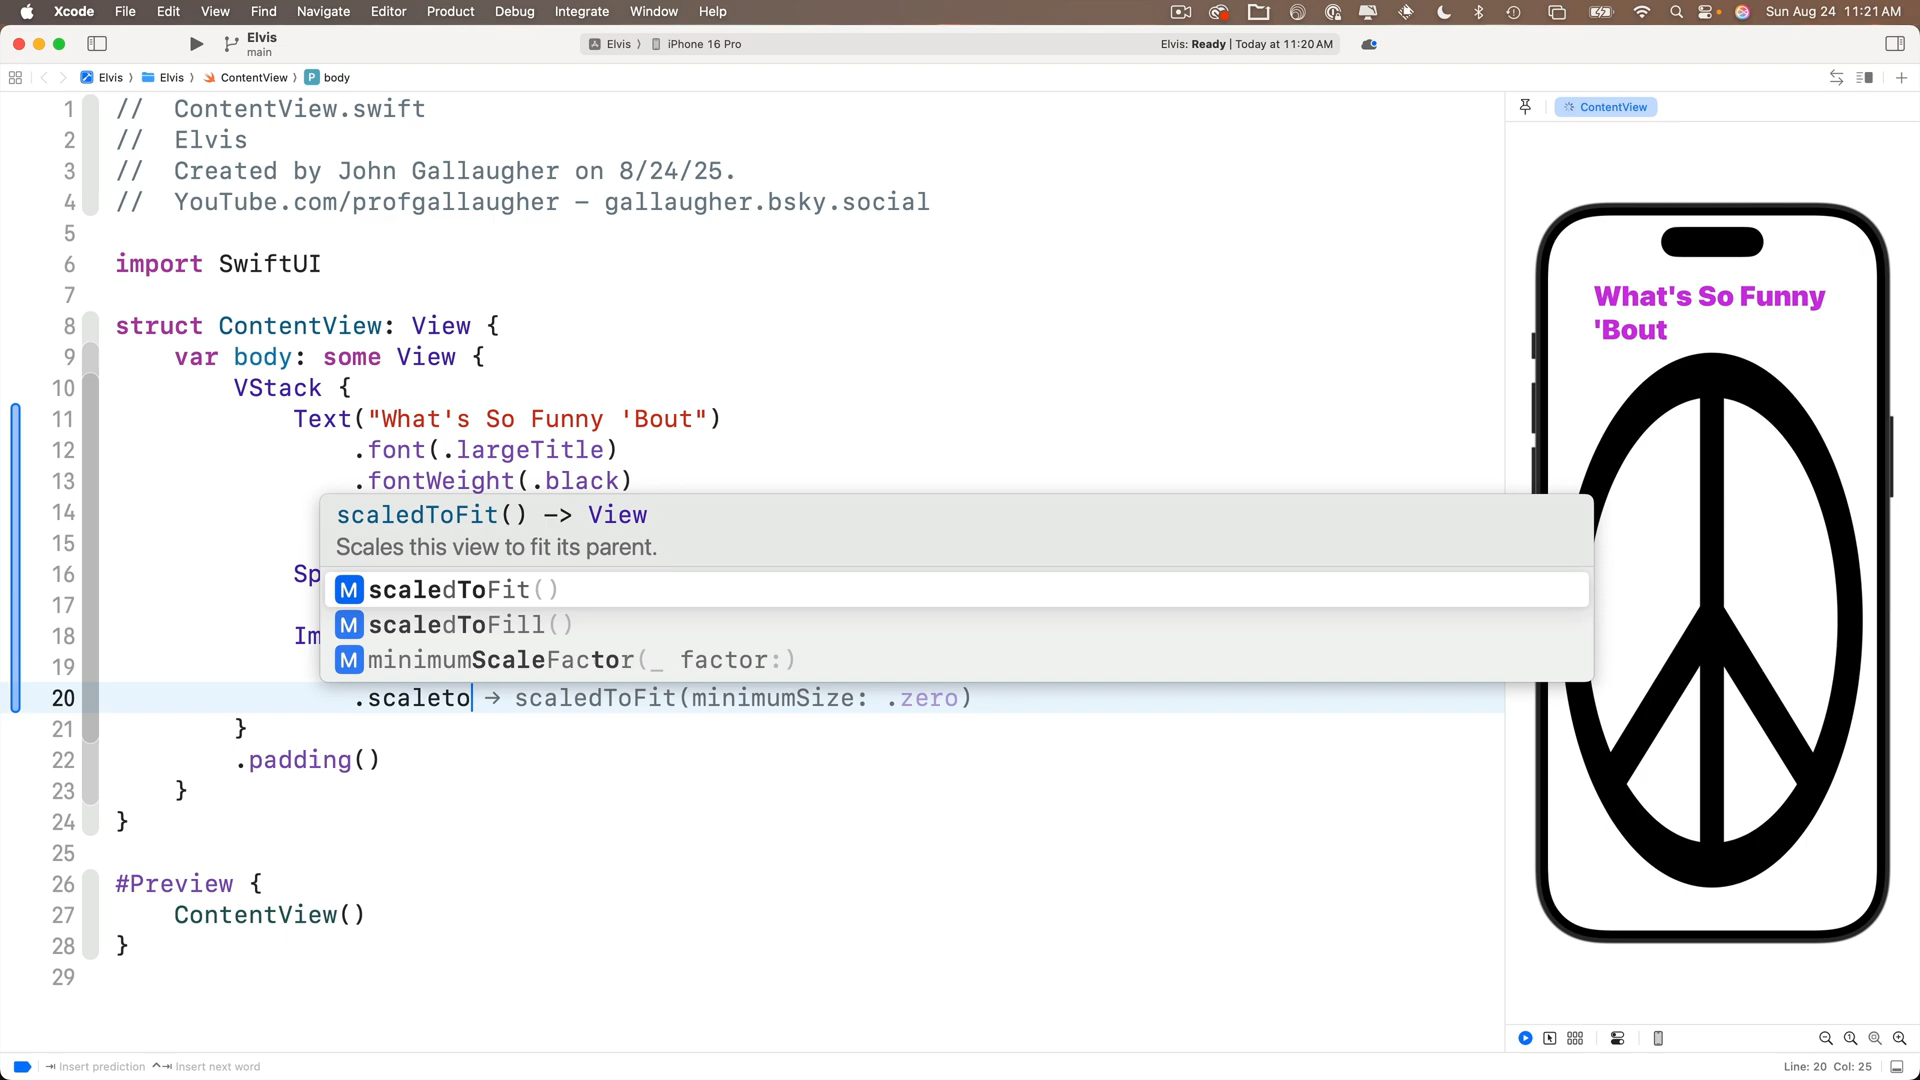 Xcode File Edit View Find Navigate Editor Product Debug Integrate Window Help Sun Aug 24 11:21 AM
Elvis
main
Elvis 〉 iPhone 16 Pro
Elvis: Ready | Today at 11:20 AM
Elvis 〉 Elvis 〉 ContentView 〉 P body
ContentView
1 // ContentView.swift
2 // Elvis
3 // Created by John Gallaugher on 8/24/25.
4 // YouTube.com/profgallaugher – gallaugher.bsky.social
5
6 import SwiftUI
7
8 struct ContentView: View {
9 var body: some View {
10 VStack {
11 Text("What's So Funny 'Bout")
12 .font(.largeTitle)
13 .fontWeight(.black)
14
15
16 Sp
17
18 Im
19
scaledToFit() -> View
Scales this view to fit its parent.
M scaledToFit()
M scaledToFill()
M minimumScaleFactor(_ factor:)
20 .scaleto → scaledToFit(minimumSize: .zero)
21 }
22 .padding()
23 }
24 }
25
26 #Preview {
27 ContentView()
28 }
29
What's So Funny
'Bout
Insert prediction Insert next word
Line: 20 Col: 25